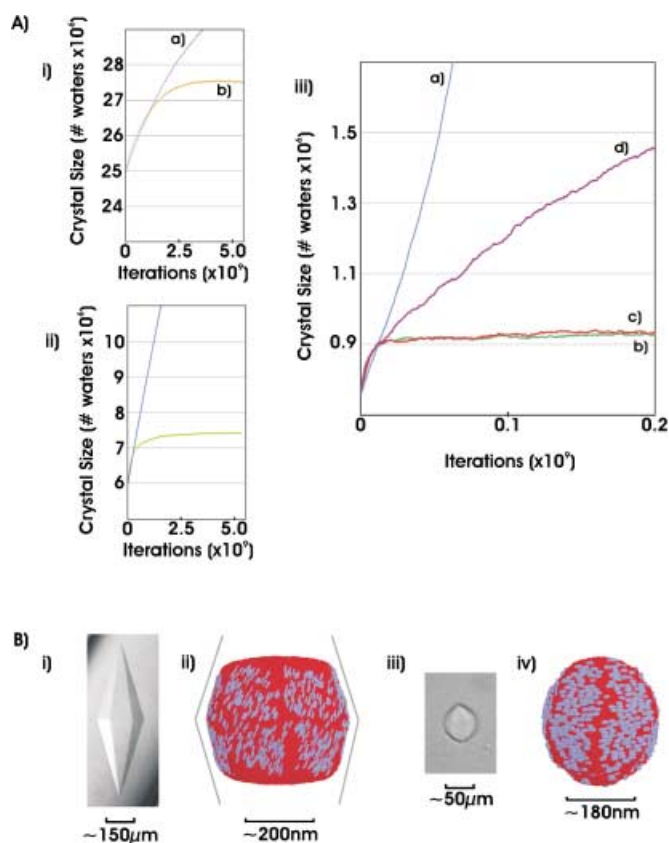 A)
i)
Crystal Size (# waters x10⁶)
28
27
26
25
24
a)
b)
0 2.5 5.0
Iterations (x10⁹)
ii)
Crystal Size (# waters x10⁶)
10
9
8
7
6
0 2.5 5.0
Iterations (x10⁹)
iii)
Crystal Size (# waters x10⁶)
1.5
1.3
1.1
0.9
a)
d)
c)
b)
0 0.1 0.2
Iterations (x10⁹)
B)
i) ii) iii) iv)
~150μm ~200nm ~50μm ~180nm